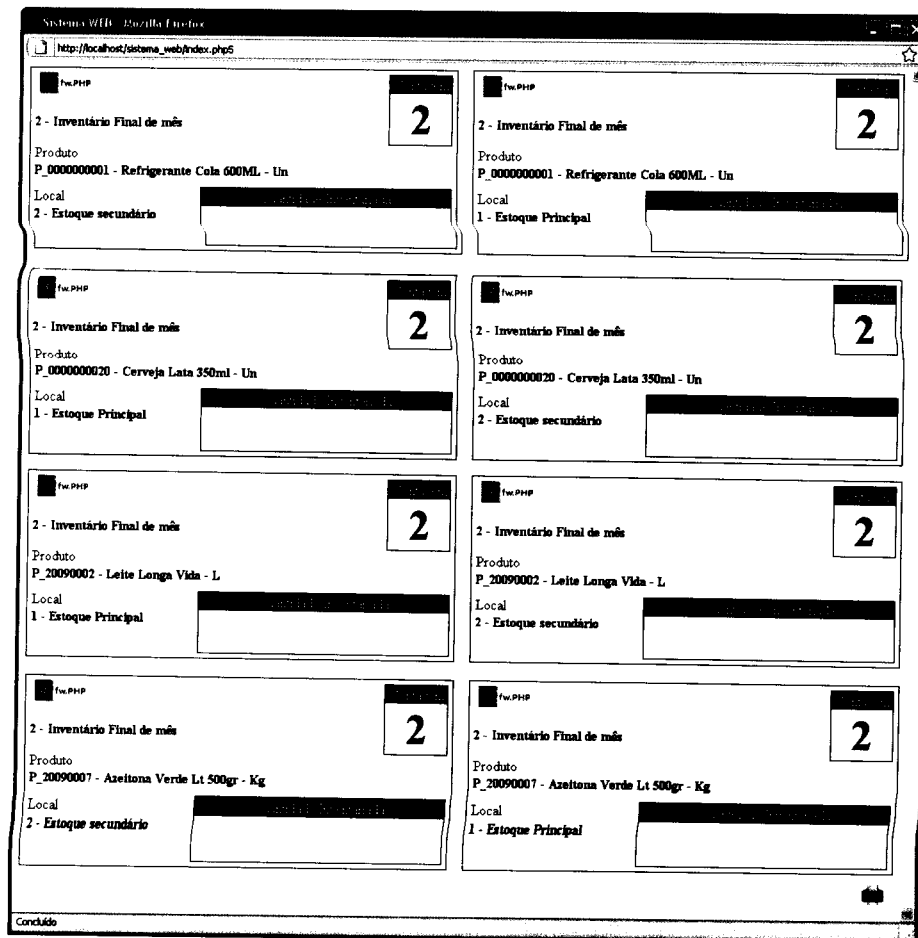 Sistema WEB - Mozilla Firefox
http://localhost/sistema_web/index.php5
fw.PHP
2
2 - Inventário Final de mês
Produto
P_0000000001 - Refrigerante Cola 600ML - Un
Local
2 - Estoque secundário
fw.PHP
2
2 - Inventário Final de mês
Produto
P_0000000001 - Refrigerante Cola 600ML - Un
Local
1 - Estoque Principal
fw.PHP
2
2 - Inventário Final de mês
Produto
P_0000000020 - Cerveja Lata 350ml - Un
Local
1 - Estoque Principal
fw.PHP
2
2 - Inventário Final de mês
Produto
P_0000000020 - Cerveja Lata 350ml - Un
Local
2 - Estoque secundário
fw.PHP
2
2 - Inventário Final de mês
Produto
P_20090002 - Leite Longa Vida - L
Local
1 - Estoque Principal
fw.PHP
2
2 - Inventário Final de mês
Produto
P_20090002 - Leite Longa Vida - L
Local
2 - Estoque secundário
fw.PHP
2
2 - Inventário Final de mês
Produto
P_20090007 - Azeitona Verde Lt 500gr - Kg
Local
2 - Estoque secundário
fw.PHP
2
2 - Inventário Final de mês
Produto
P_20090007 - Azeitona Verde Lt 500gr - Kg
Local
1 - Estoque Principal
Concluído